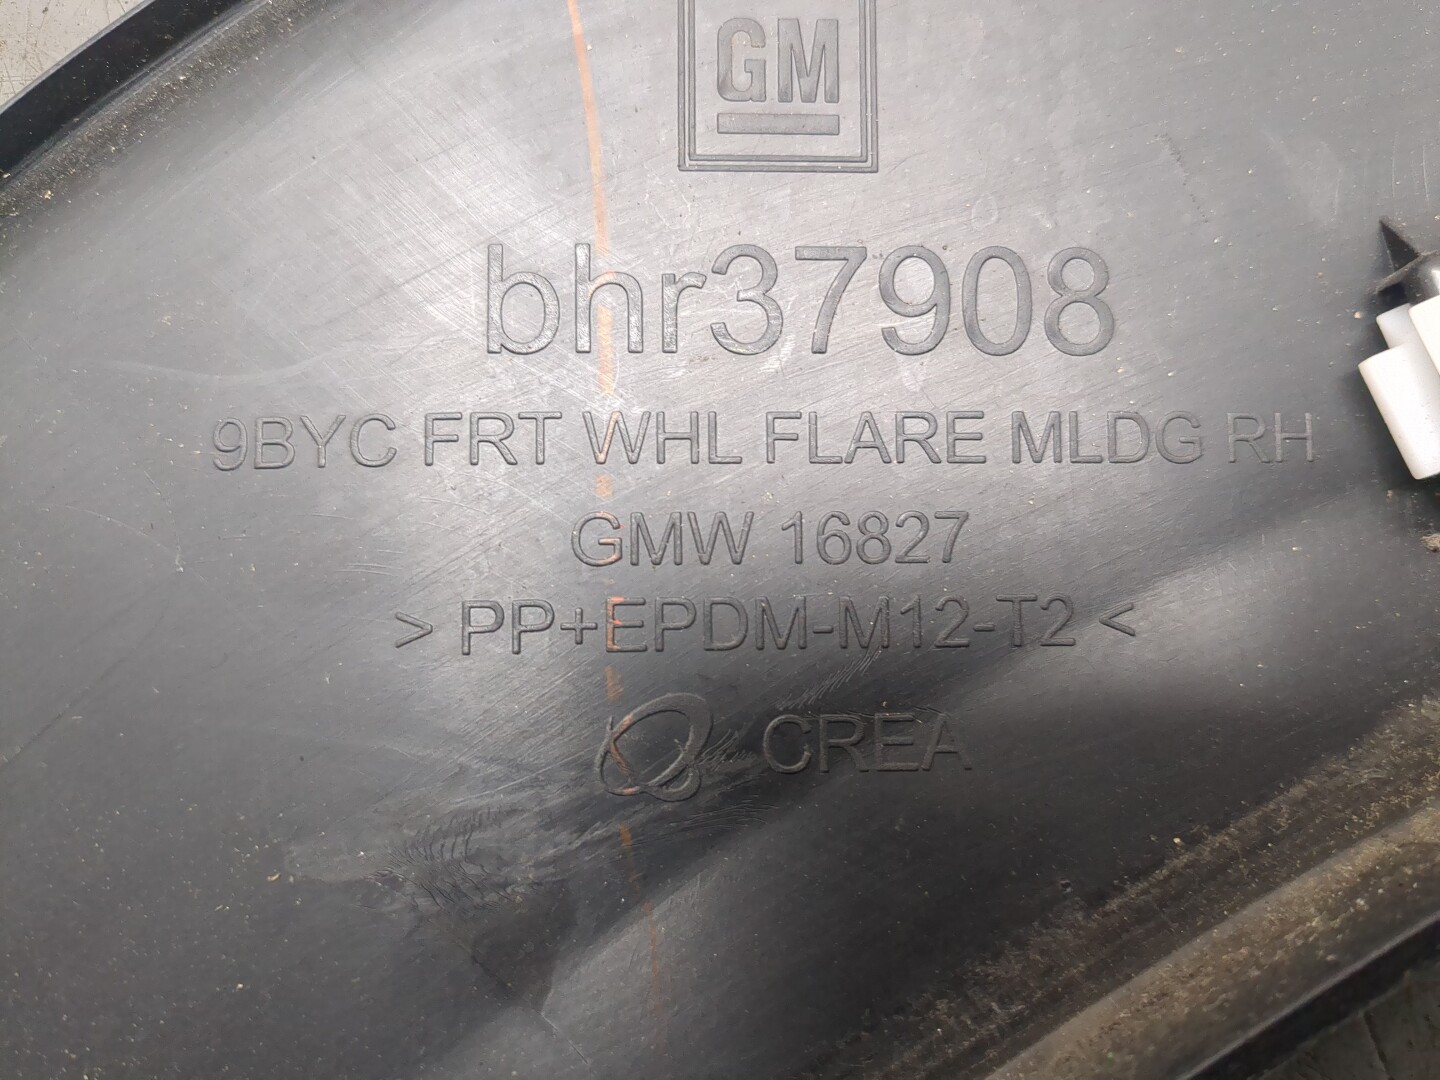 GM
bhr37908
9BYC FRT WHL FLARE MLDG RH
GMW 16827
> PP+EPDM-M12-T2 <
CREA